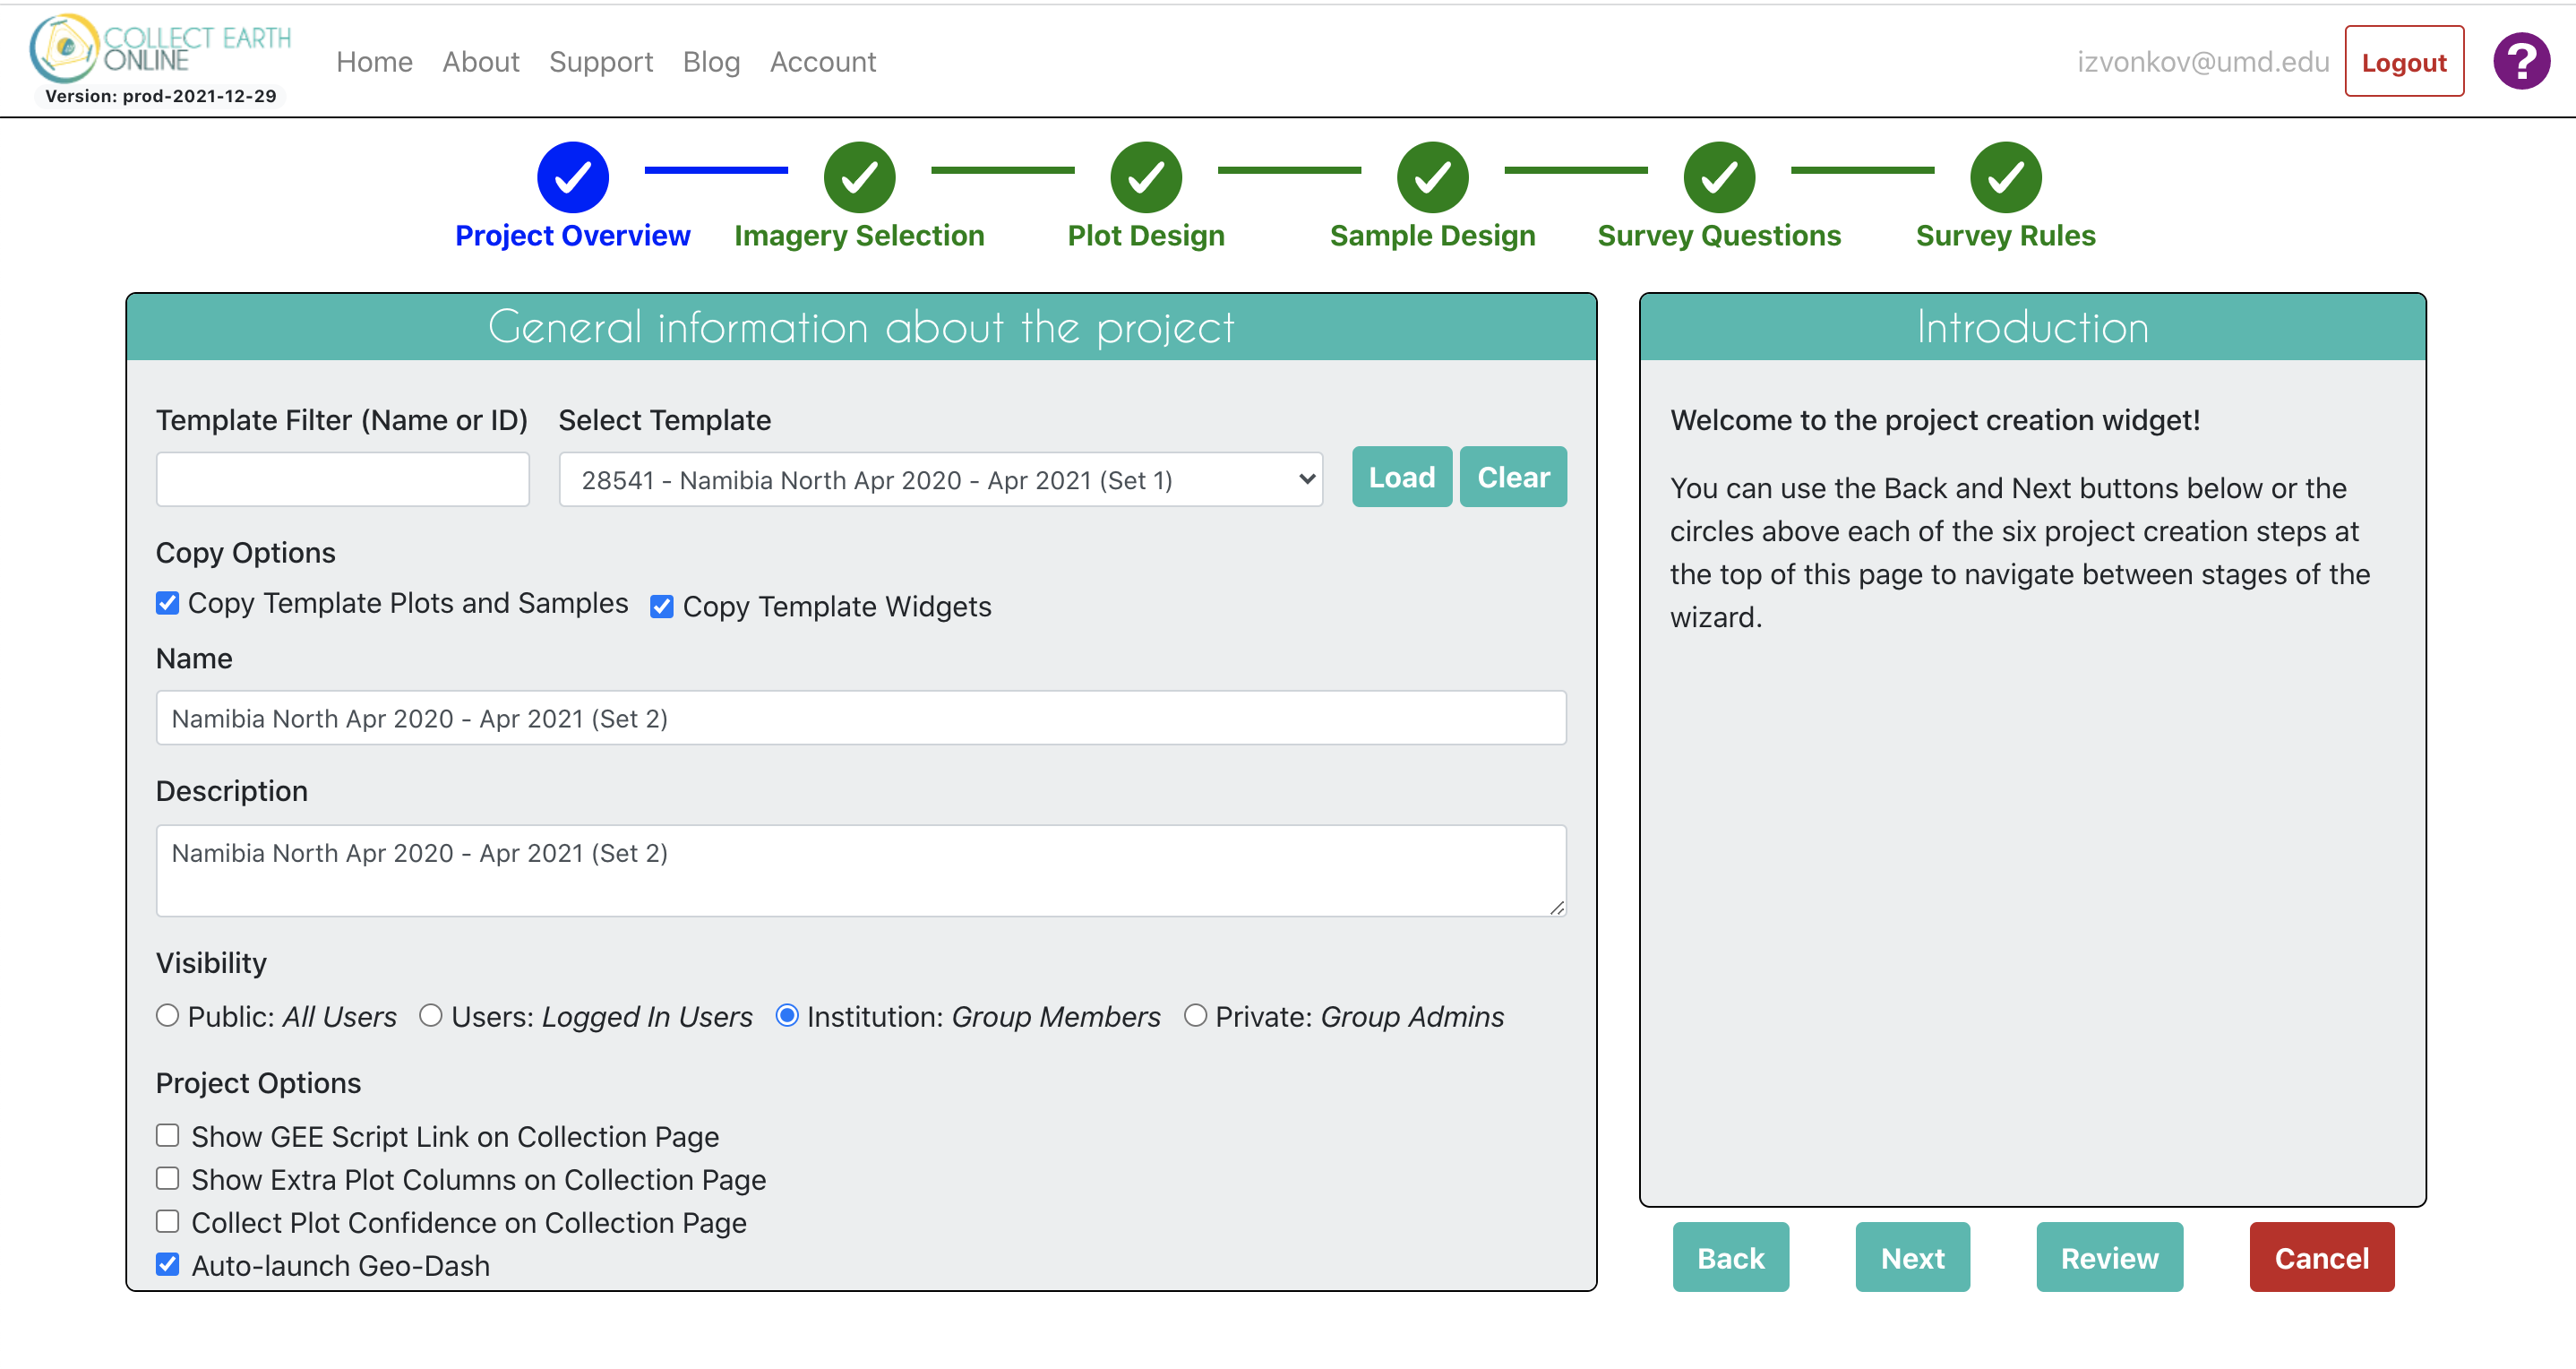 COLLECT EARTH
ONLINE
Version: prod-2021-12-29
Home About Support Blog Account
izvonkov@umd.edu Logout ?
Project Overview Imagery Selection Plot Design Sample Design Survey Questions Survey Rules
General information about the project
Template Filter (Name or ID) Select Template
28541 - Namibia North Apr 2020 - Apr 2021 (Set 1) Load Clear
Copy Options
Copy Template Plots and Samples Copy Template Widgets
Name
Namibia North Apr 2020 - Apr 2021 (Set 2)
Description
Namibia North Apr 2020 - Apr 2021 (Set 2)
Visibility
Public: All Users Users: Logged In Users Institution: Group Members Private: Group Admins
Project Options
Show GEE Script Link on Collection Page
Show Extra Plot Columns on Collection Page
Collect Plot Confidence on Collection Page
Auto-launch Geo-Dash
Introduction
Welcome to the project creation widget!
You can use the Back and Next buttons below or the
circles above each of the six project creation steps at
the top of this page to navigate between stages of the
wizard.
Back Next Review Cancel